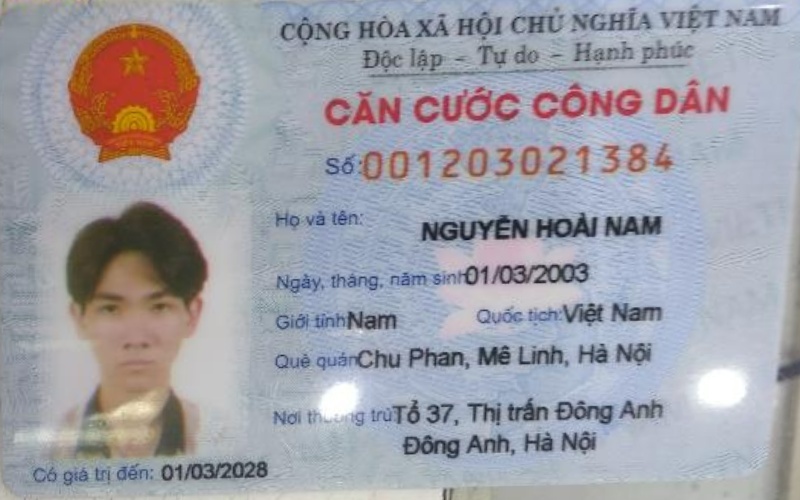 CỘNG HÒA XÃ HỘI CHỦ NGHĨA VIỆT NAM
Độc lập - Tự do - Hạnh phúc
CĂN CƯỚC CÔNG DÂN
Số: 001203021384
Họ và tên: NGUYỄN HOÀI NAM
Ngày, tháng, năm sinh: 01/03/2003
Giới tính: Nam Quốc tịch: Việt Nam
Quê quán: Chu Phan, Mê Linh, Hà Nội
Nơi thường trú: Tổ 37, Thị trấn Đông Anh
Đông Anh, Hà Nội
Có giá trị đến: 01/03/2028